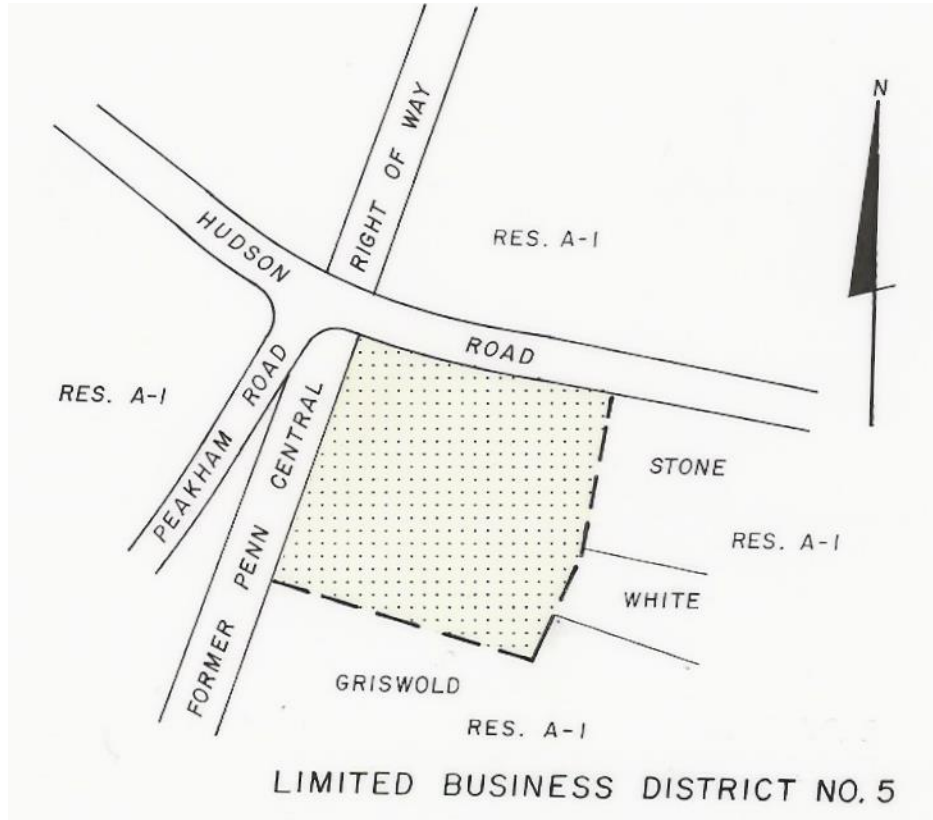 N
RIGHT OF WAY
HUDSON
RES. A-1
ROAD
RES. A-1
PEAKHAM ROAD
FORMER PENN CENTRAL
STONE
RES. A-1
WHITE
GRISWOLD
RES. A-1
LIMITED BUSINESS DISTRICT NO. 5